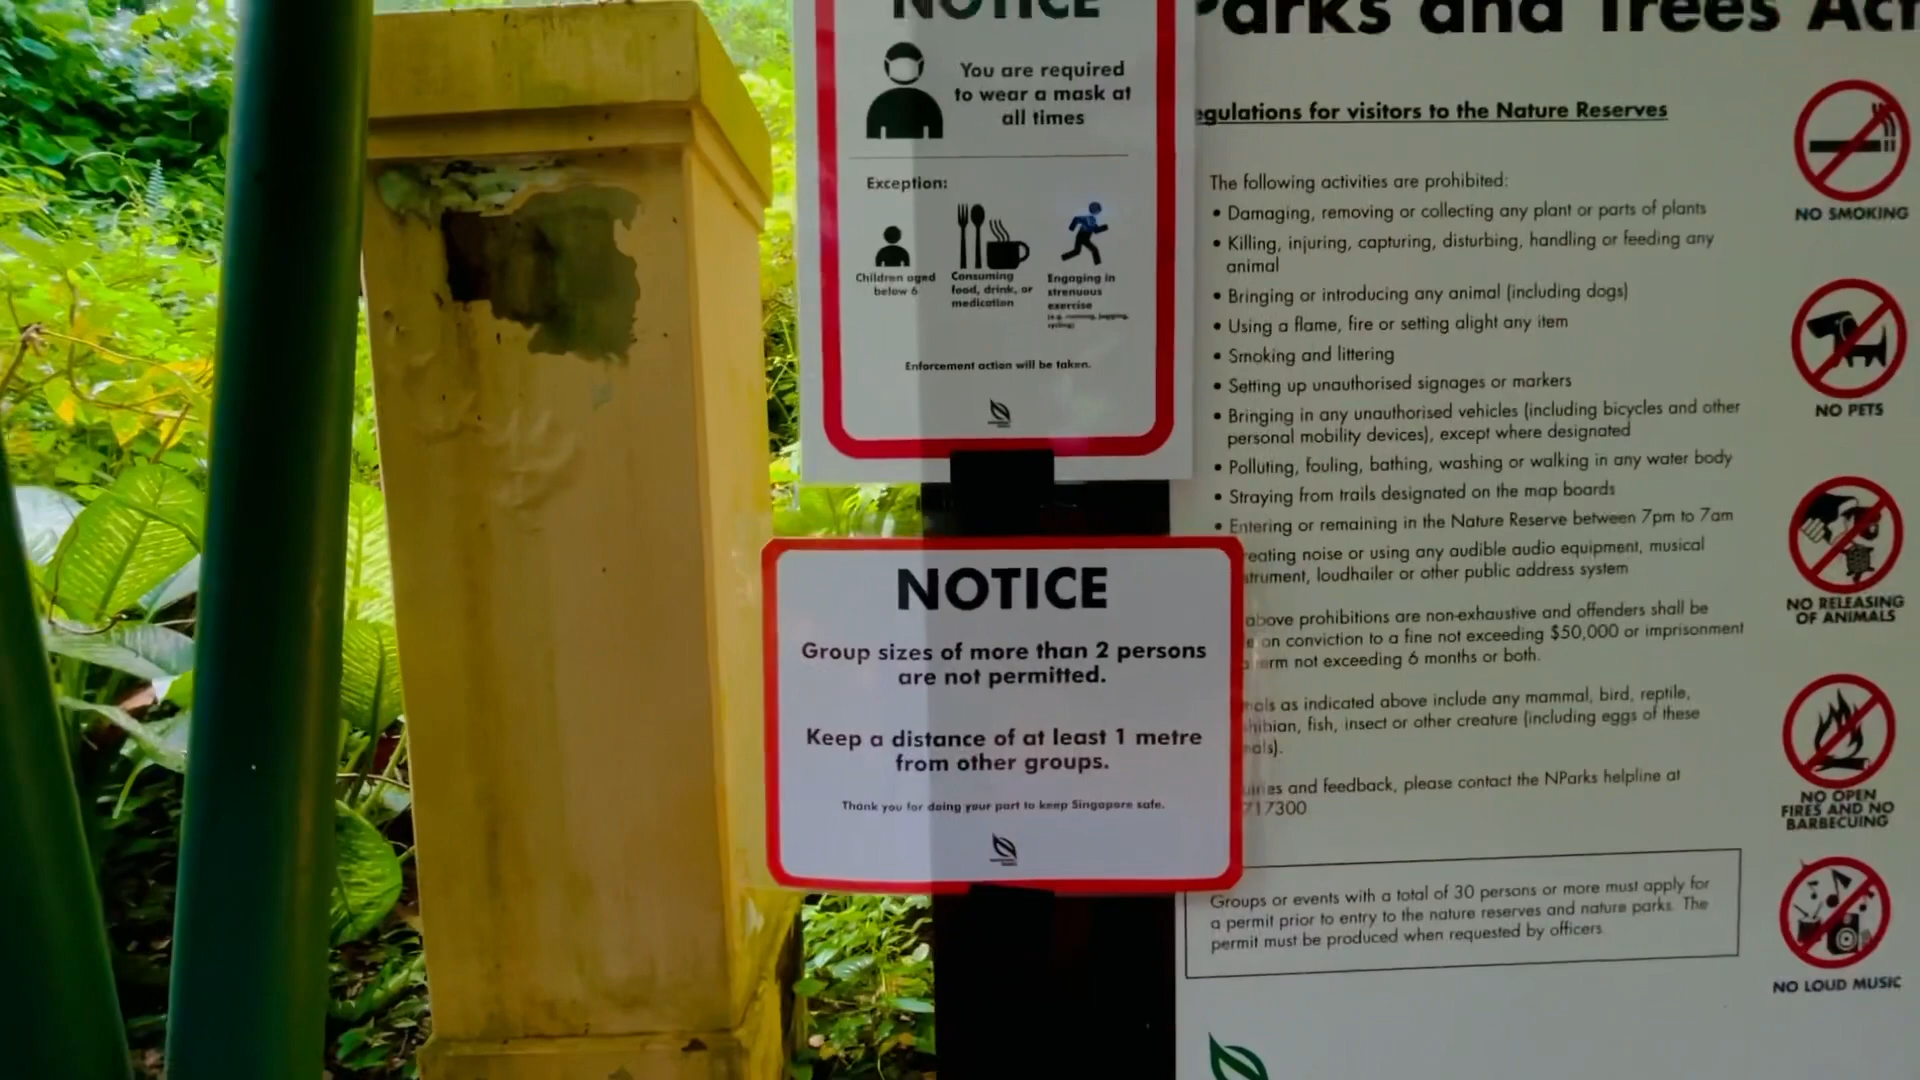 NOTICE
You are required
to wear a mask at
all times
Exception:
Children aged
below 6
Consuming
food, drink, or
medication
Engaging in
strenuous
exercise
(e.g. running, jogging,
cycling)
Enforcement action will be taken.
NOTICE
Group sizes of more than 2 persons
are not permitted.
Keep a distance of at least 1 metre
from other groups.
Thank you for doing your part to keep Singapore safe.
Parks and Trees Act
egulations for visitors to the Nature Reserves
The following activities are prohibited:
• Damaging, removing or collecting any plant or parts of plants
• Killing, injuring, capturing, disturbing, handling or feeding any
animal
• Bringing or introducing any animal (including dogs)
• Using a flame, fire or setting alight any item
• Smoking and littering
• Setting up unauthorised signages or markers
• Bringing in any unauthorised vehicles (including bicycles and other
personal mobility devices), except where designated
• Polluting, fouling, bathing, washing or walking in any water body
• Straying from trails designated on the map boards
• Entering or remaining in the Nature Reserve between 7pm to 7am
reating noise or using any audible audio equipment, musical
trument, loudhailer or other public address system
above prohibitions are non-exhaustive and offenders shall be
e on conviction to a fine not exceeding $50,000 or imprisonment
a term not exceeding 6 months or both.
mals as indicated above include any mammal, bird, reptile,
hibian, fish, insect or other creature (including eggs of these
als).
uiries and feedback, please contact the NParks helpline at
717300
Groups or events with a total of 30 persons or more must apply for
a permit prior to entry to the nature reserves and nature parks. The
permit must be produced when requested by officers.
NO SMOKING
NO PETS
NO RELEASING
OF ANIMALS
NO OPEN
FIRES AND NO
BARBECUING
NO LOUD MUSIC